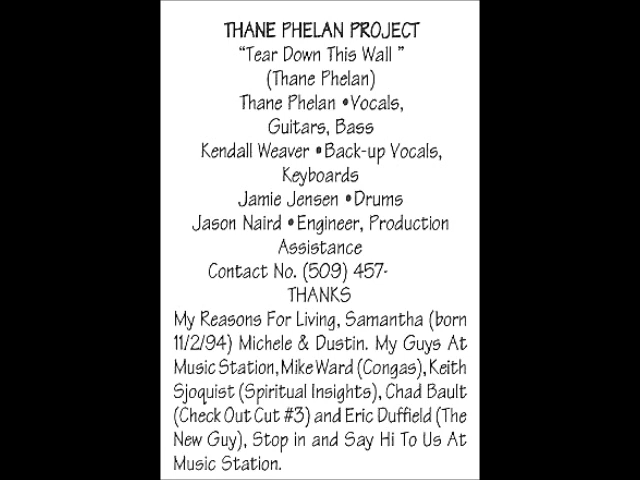 THANE PHELAN PROJECT
“Tear Down This Wall ”
(Thane Phelan)
Thane Phelan •Vocals,
Guitars, Bass
Kendall Weaver •Back-up Vocals,
Keyboards
Jamie Jensen •Drums
Jason Naird •Engineer, Production
Assistance
Contact No. (509) 457-
THANKS
My Reasons For Living, Samantha (born
11/2/94) Michele & Dustin. My Guys At
Music Station, Mike Ward (Congas), Keith
Sjoquist (Spiritual Insights), Chad Bault
(Check Out Cut #3) and Eric Duffield (The
New Guy), Stop in and Say Hi To Us At
Music Station.